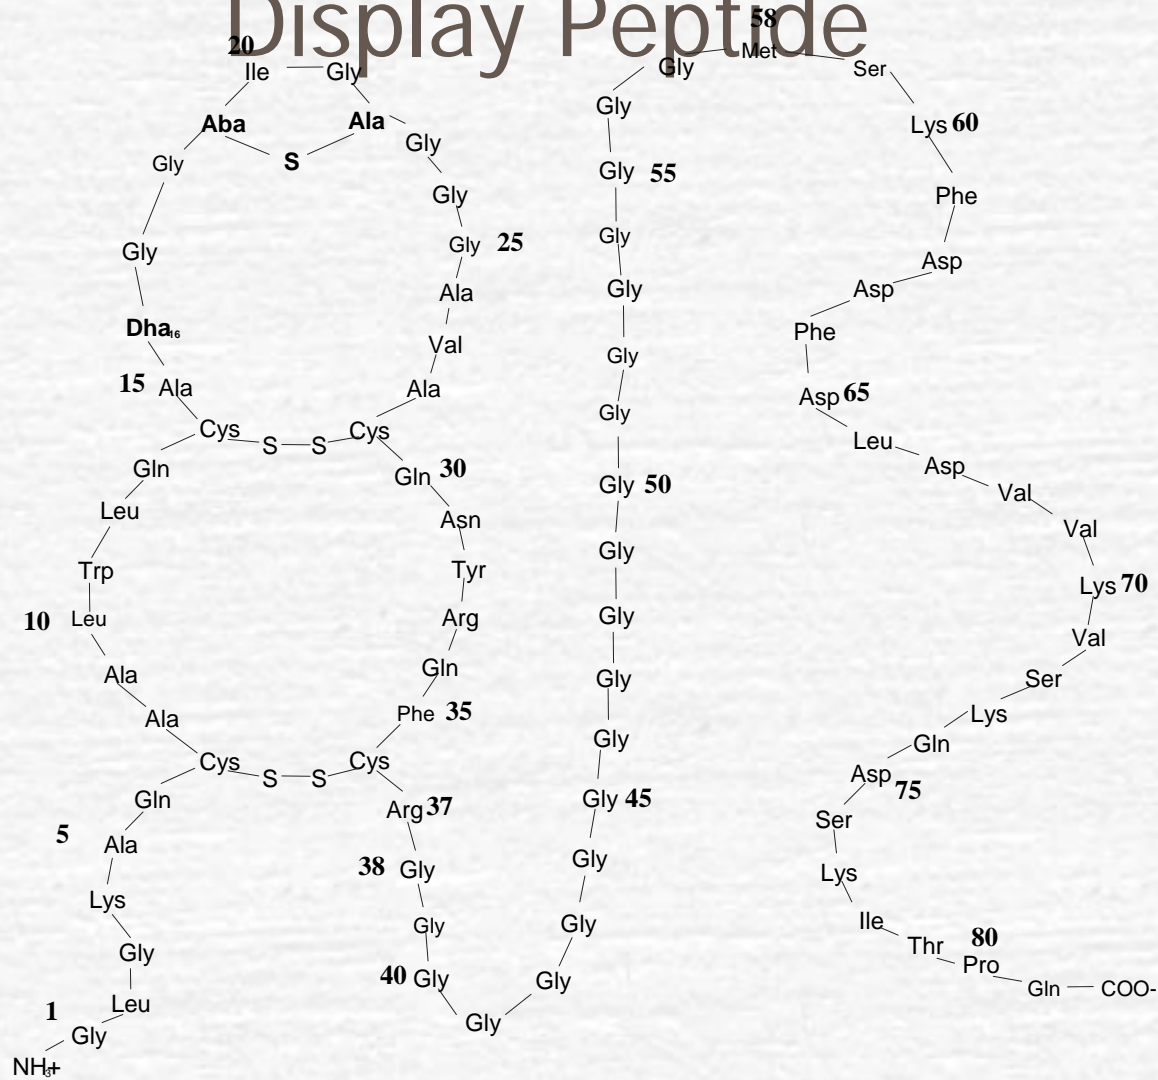 Display Peptide
NH3+
1
Gly
Leu
Gly
Lys
5
Ala
Gln
Cys
S
S
Cys
Ala
Ala
10
Leu
Trp
Leu
Gln
Cys
S
S
Cys
15
Ala
Dha16
Gly
Gly
Aba
S
Ala
20
Ile
Gly
Gly
Gly
Gly
25
Ala
Val
Ala
Gln
30
Asn
Tyr
Arg
Gln
Phe
35
Arg
37
38
Gly
Gly
40
Gly
Gly
Gly
Gly
Gly
Gly
45
Gly
Gly
Gly
Gly
Gly
50
Gly
Gly
Gly
Gly
Gly
55
Gly
Gly
58
Met
Ser
Lys
60
Phe
Asp
Asp
Phe
Asp
65
Leu
Asp
Val
Val
Lys
70
Val
Ser
Lys
Gln
Asp
75
Ser
Lys
Ile
Thr
80
Pro
Gln
COO-